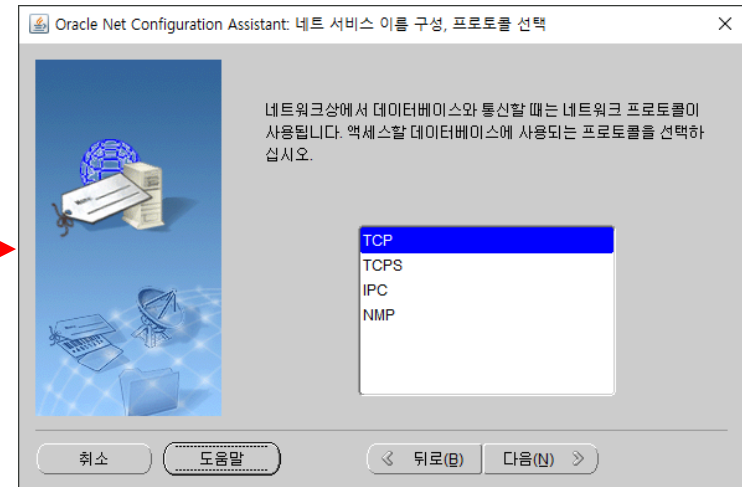 Oracle Net Configuration Assistant: 네트 서비스 이름 구성, 프로토콜 선택
네트워크상에서 데이터베이스와 통신할 때는 네트워크 프로토콜이
사용됩니다. 액세스할 데이터베이스에 사용되는 프로토콜을 선택하
십시오.
TCP
TCPS
IPC
NMP
취소 도움말 뒤로(B) 다음(N)